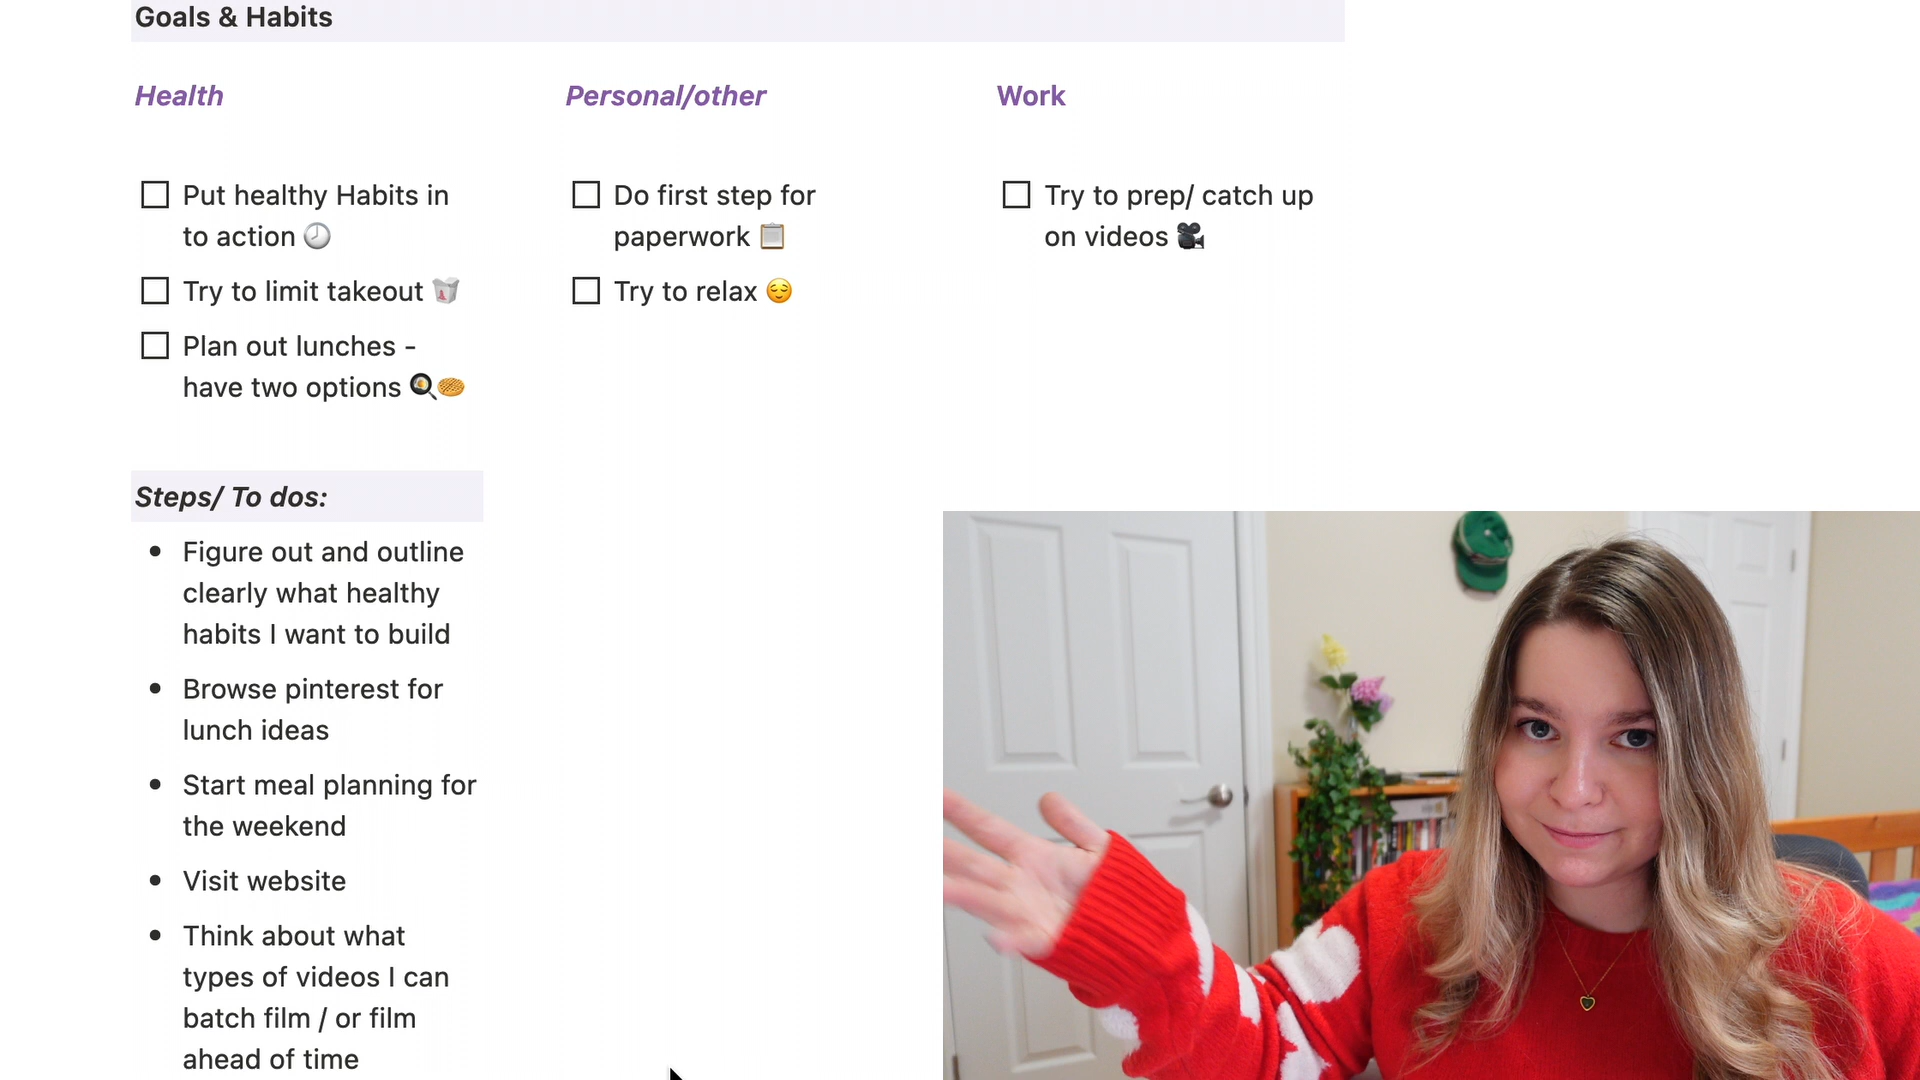 Goals & Habits
Health
Personal/other
Work
Put healthy Habits in
to action 🕗
Try to limit takeout 🥡
Plan out lunches -
have two options 🍳🥧
Do first step for
paperwork 📋
Try to relax 😌
Try to prep/ catch up
on videos 🎥
Steps/ To dos:
Figure out and outline
clearly what healthy
habits I want to build
Browse pinterest for
lunch ideas
Start meal planning for
the weekend
Visit website
Think about what
types of videos I can
batch film / or film
ahead of time